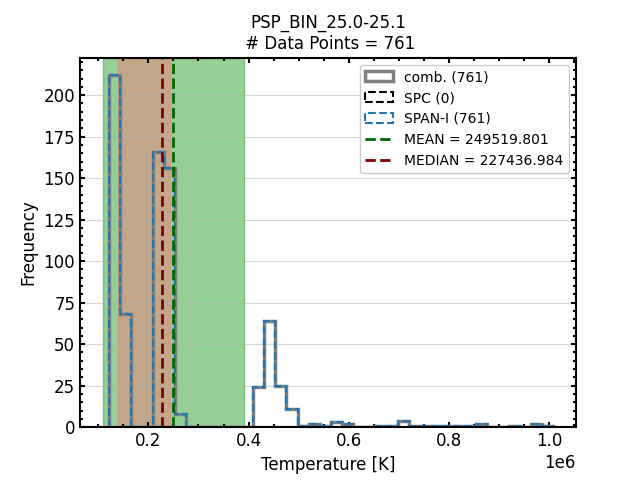 PSP_BIN_25.0-25.1
# Data Points = 761
comb. (761)
SPC (0)
SPAN-I (761)
MEAN = 249519.801
MEDIAN = 227436.984
Frequency
200
175
150
125
100
75
50
25
0
0.2 0.4 0.6 0.8 1.0
1e6
Temperature [K]